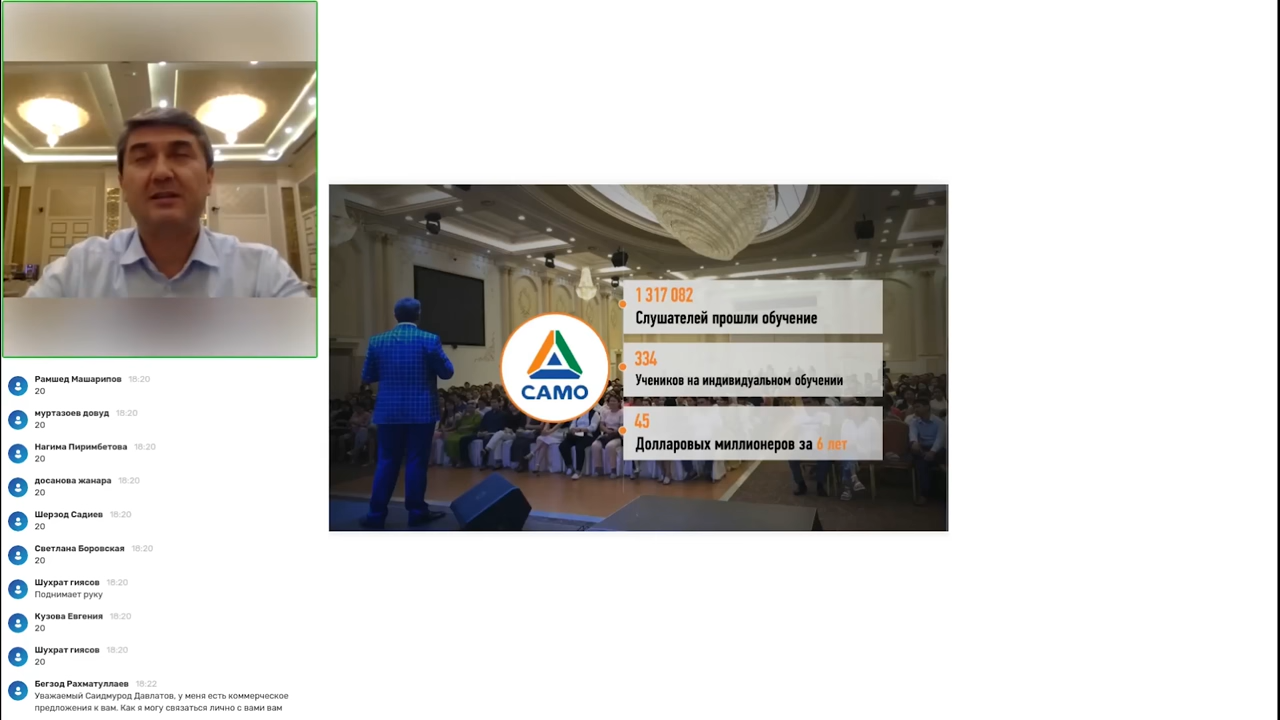 Рамшед Машарипов 18:20
20
муртазоев довуд 18:20
20
Нагима Пиримбетова 18:20
20
досанова жанара 18:20
20
Шерзод Садиев 18:20
20
Светлана Боровская 18:20
20
Шухрат гиясов 18:20
Поднимает руку
Кузова Евгения 18:20
20
Шухрат гиясов 18:20
20
Бегзод Рахматуллаев 18:22
Уважаемый Саидмурод Давлатов, у меня есть коммерческое
предложения к вам. Как я могу связаться лично с вами вам
САМО
1 317 082
Слушателей прошли обучение
334
Учеников на индивидуальном обучении
45
Долларовых миллионеров за 6 лет